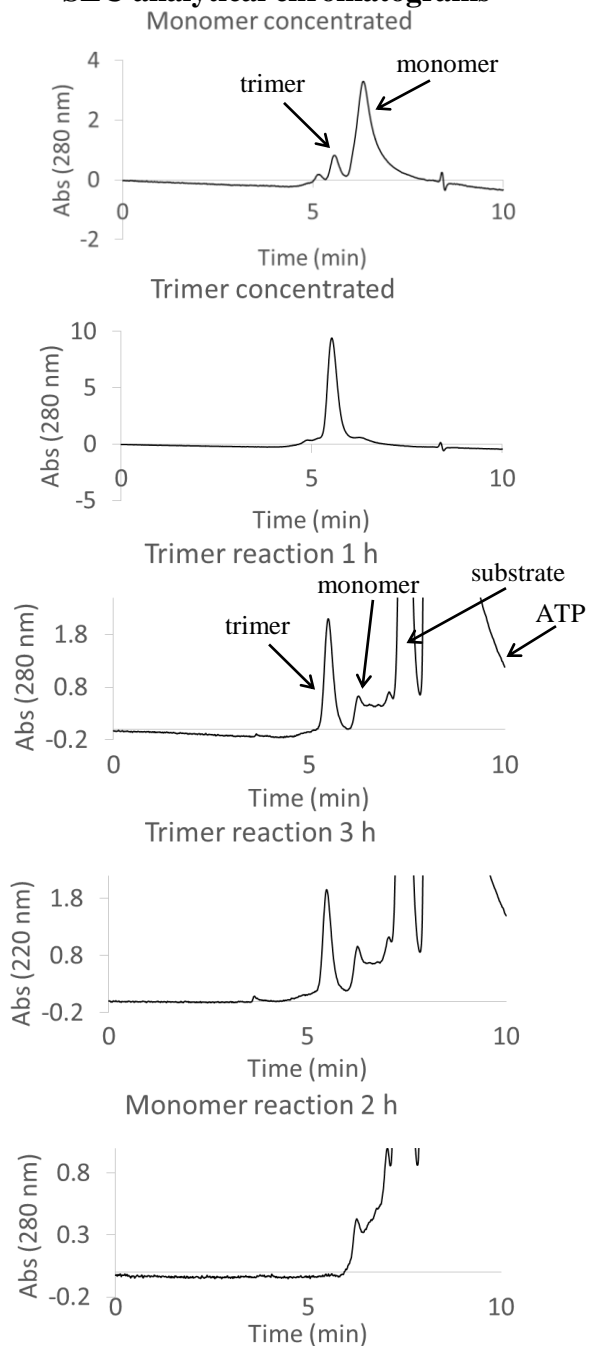 SEC analytical chromatograms
Monomer concentrated
4
2
0
-2
Abs (280 nm)
trimer
monomer
0
5
10
Time (min)
Trimer concentrated
10
5
0
-5
Abs (280 nm)
0
5
10
Time (min)
Trimer reaction 1 h
1.8
0.8
-0.2
Abs (280 nm)
trimer
monomer
substrate
ATP
0
5
10
Time (min)
Trimer reaction 3 h
1.8
0.8
-0.2
Abs (220 nm)
0
5
10
Time (min)
Monomer reaction 2 h
0.8
0.3
-0.2
Abs (280 nm)
0
5
10
Time (min)